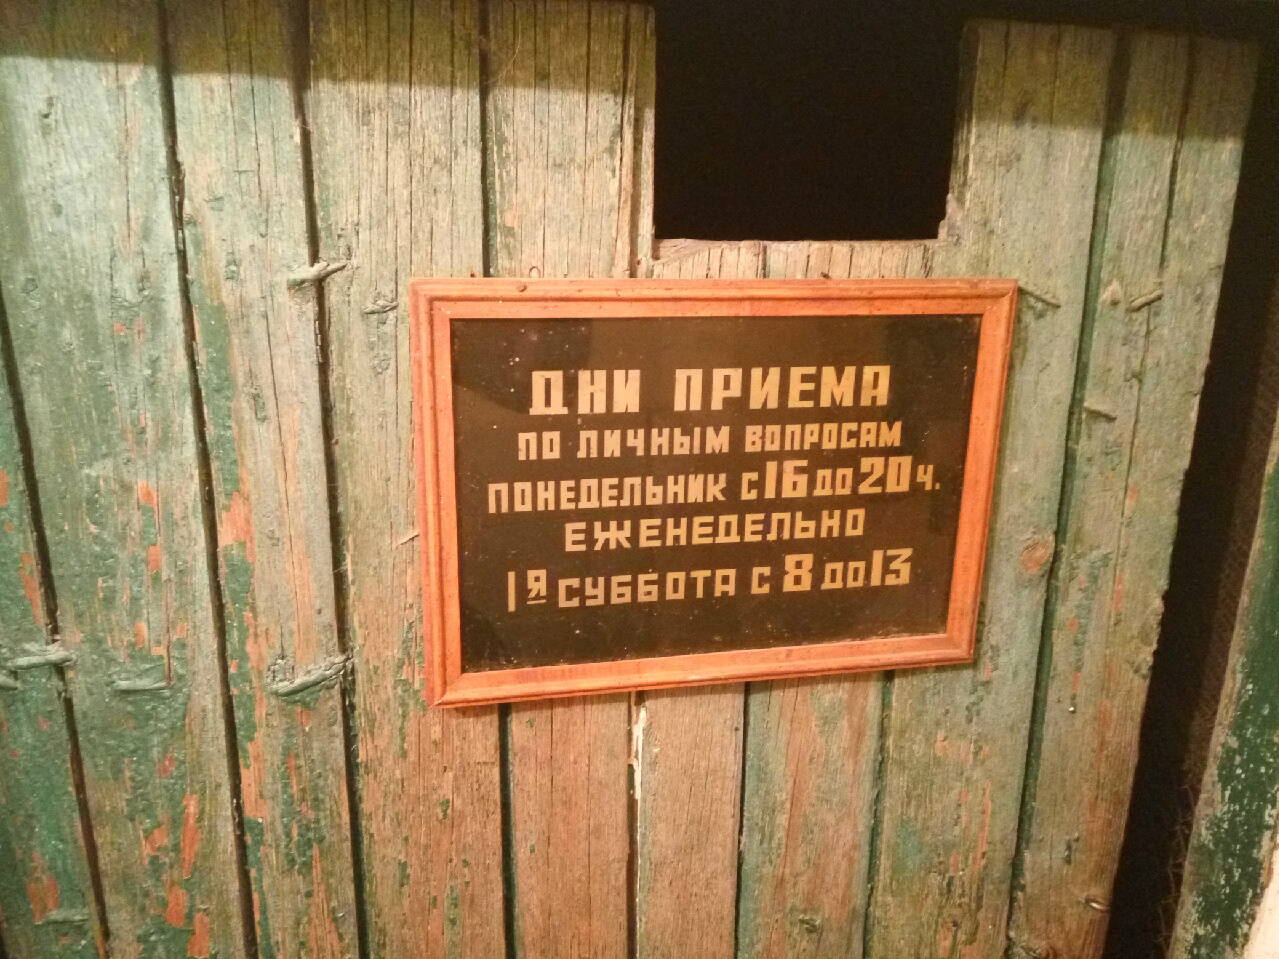 ДНИ ПРИЕМА
ПО ЛИЧНЫМ ВОПРОСАМ
ПОНЕДЕЛЬНИК С 16 ДО 20 Ч.
ЕЖЕНЕДЕЛЬНО
1Я СУББОТА С 8 ДО 13